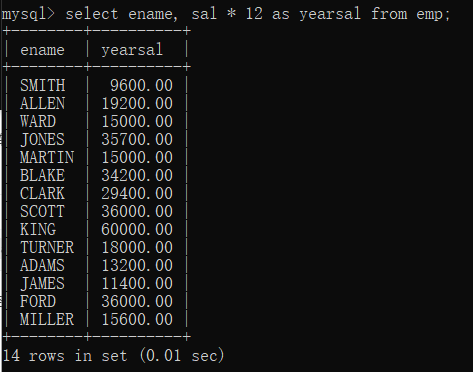 mysql> select ename, sal * 12 as yearsal from emp;
+--------+----------+
| ename  | yearsal  |
+--------+----------+
| SMITH  |  9600.00 |
| ALLEN  | 19200.00 |
| WARD   | 15000.00 |
| JONES  | 35700.00 |
| MARTIN | 15000.00 |
| BLAKE  | 34200.00 |
| CLARK  | 29400.00 |
| SCOTT  | 36000.00 |
| KING   | 60000.00 |
| TURNER | 18000.00 |
| ADAMS  | 13200.00 |
| JAMES  | 11400.00 |
| FORD   | 36000.00 |
| MILLER | 15600.00 |
+--------+----------+
14 rows in set (0.01 sec)